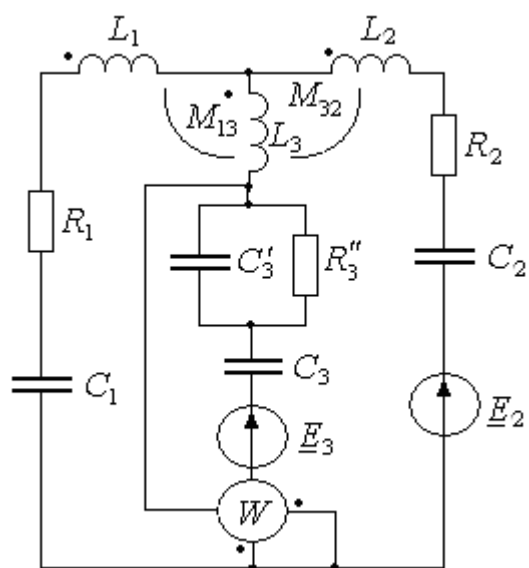 L₁ L₂
M₁₃ M₃₂
L₃
R₂
R₁
C₃′ R₃″ C₂
C₁ C₃
E₃ E₂
W